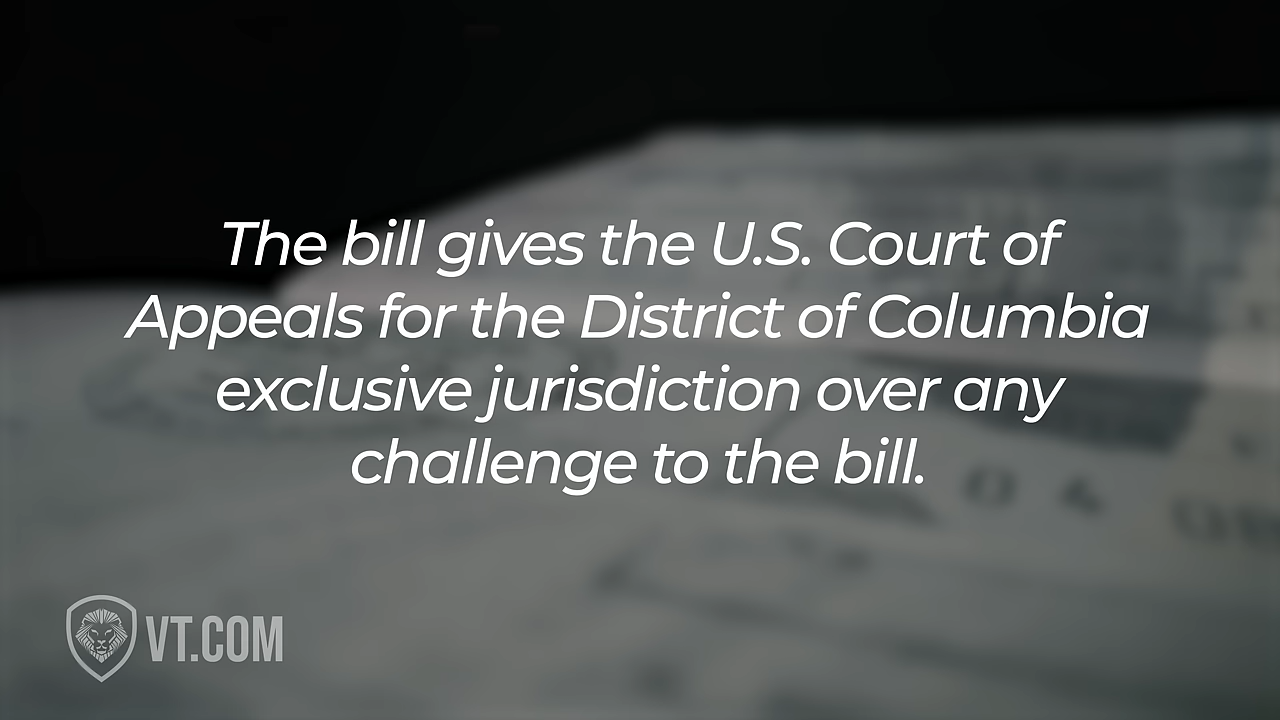 The bill gives the U.S. Court of
Appeals for the District of Columbia
exclusive jurisdiction over any
challenge to the bill.
VT.COM